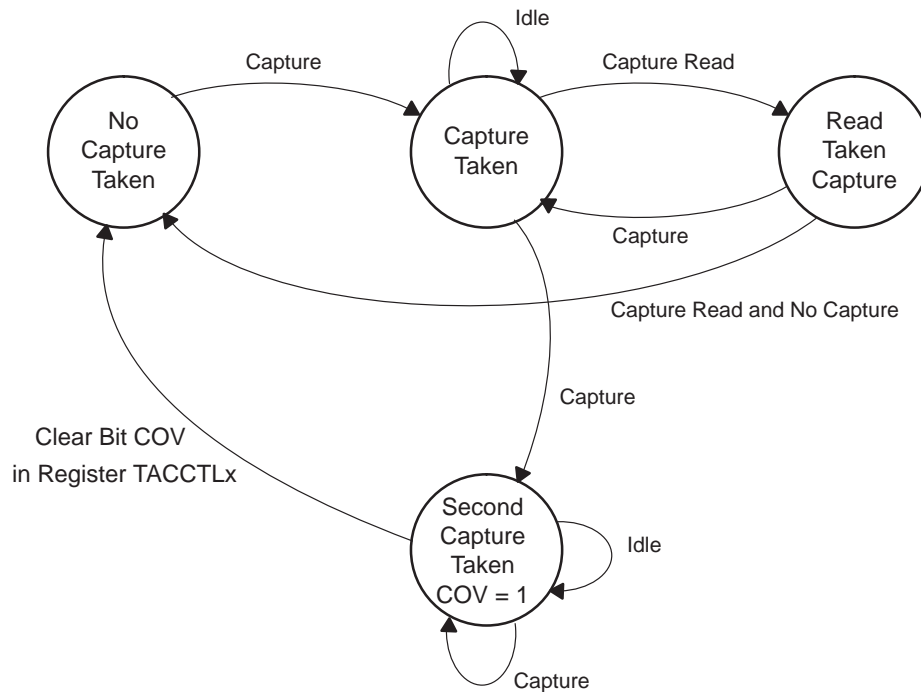 Idle
Capture
Capture Read
No
Capture
Taken
Capture
Taken
Read
Taken
Capture
Capture
Capture Read and No Capture
Capture
Clear Bit COV
in Register TACCTLx
Second
Capture
Taken
COV = 1
Idle
Capture